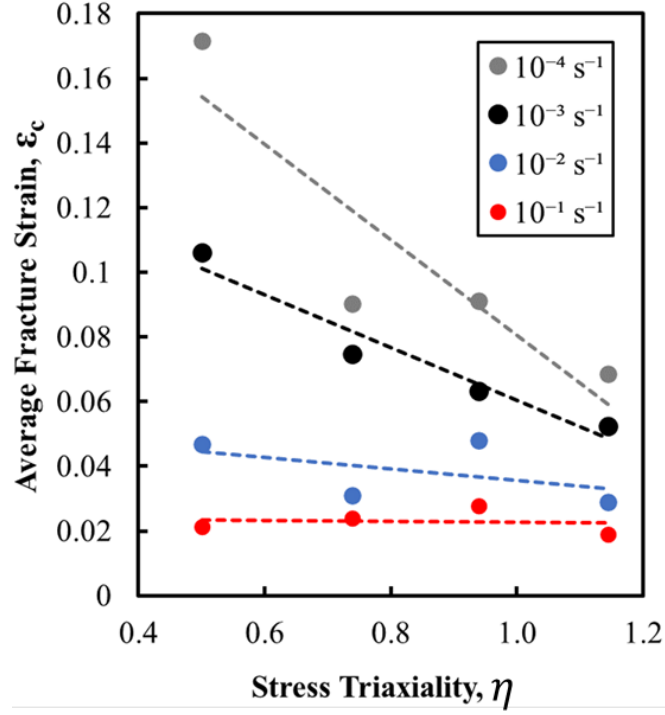 0.18
0.16
0.14
0.12
0.1
0.08
0.06
0.04
0.02
0
Average Fracture Strain, εc
10⁻⁴ s⁻¹
10⁻³ s⁻¹
10⁻² s⁻¹
10⁻¹ s⁻¹
0.4 0.6 0.8 1.0 1.2
Stress Triaxiality, η